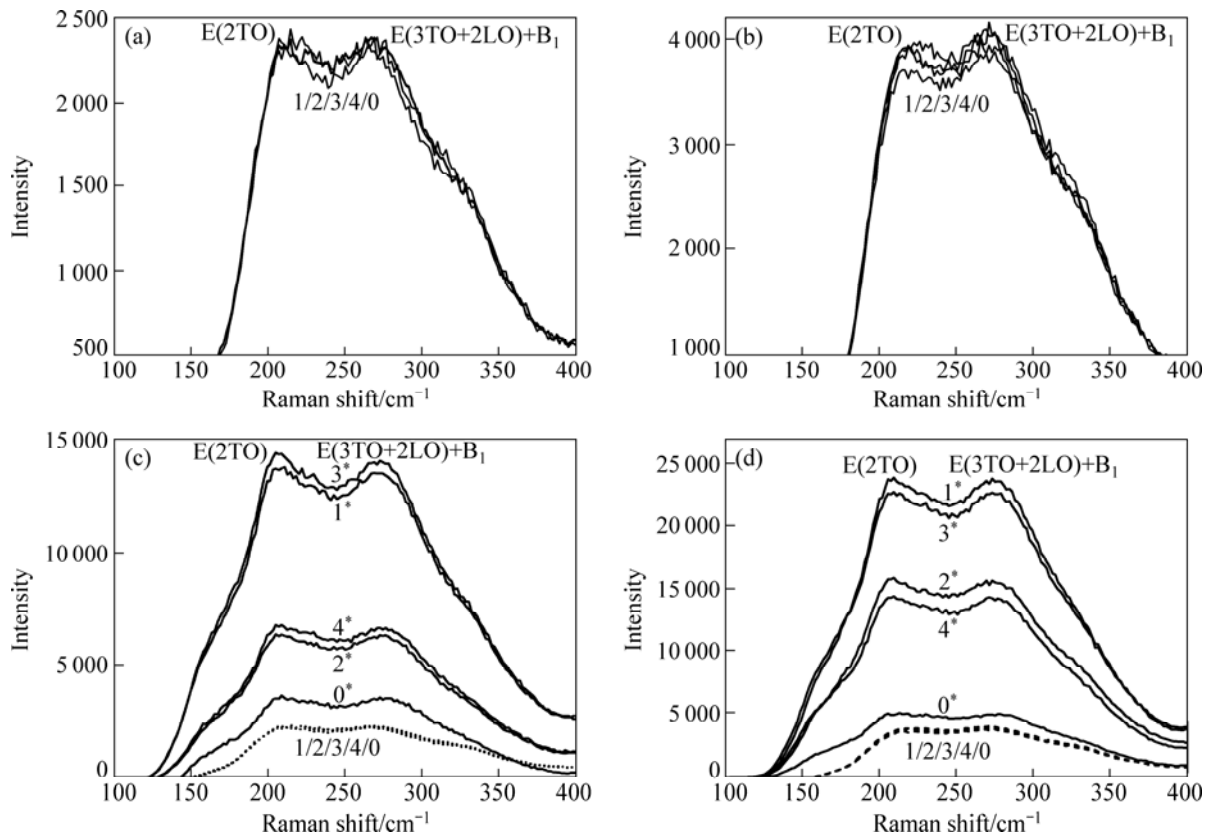 (a)
E(2TO)
E(3TO+2LO)+B₁
1/2/3/4/0
2 500
2 000
1 500
1 000
500
Intensity
100 150 200 250 300 350 400
Raman shift/cm⁻¹
(b)
E(2TO)
E(3TO+2LO)+B₁
1/2/3/4/0
4 000
3 000
2 000
1 000
Intensity
100 150 200 250 300 350 400
Raman shift/cm⁻¹
(c)
E(2TO)
E(3TO+2LO)+B₁
3*
1*
4*
2*
0*
1/2/3/4/0
15 000
10 000
5 000
0
Intensity
100 150 200 250 300 350 400
Raman shift/cm⁻¹
(d)
E(2TO)
E(3TO+2LO)+B₁
1*
3*
2*
4*
0*
1/2/3/4/0
25 000
20 000
15 000
10 000
5 000
0
Intensity
100 150 200 250 300 350 400
Raman shift/cm⁻¹